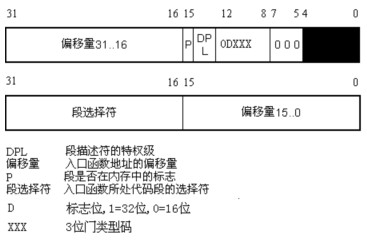 31 16 15 12 8 7 5 4 0
偏移量31..16 P DPL 0DXXX 0 0 0
31 16 15 0
段选择符 偏移量15..0
DPL 段描述符的特权级
偏移量 入口函数地址的偏移量
P 段是否在内存中的标志
段选择符 入口函数所处代码段的选择符
D 标志位,1=32位,0=16位
XXX 3位门类型码